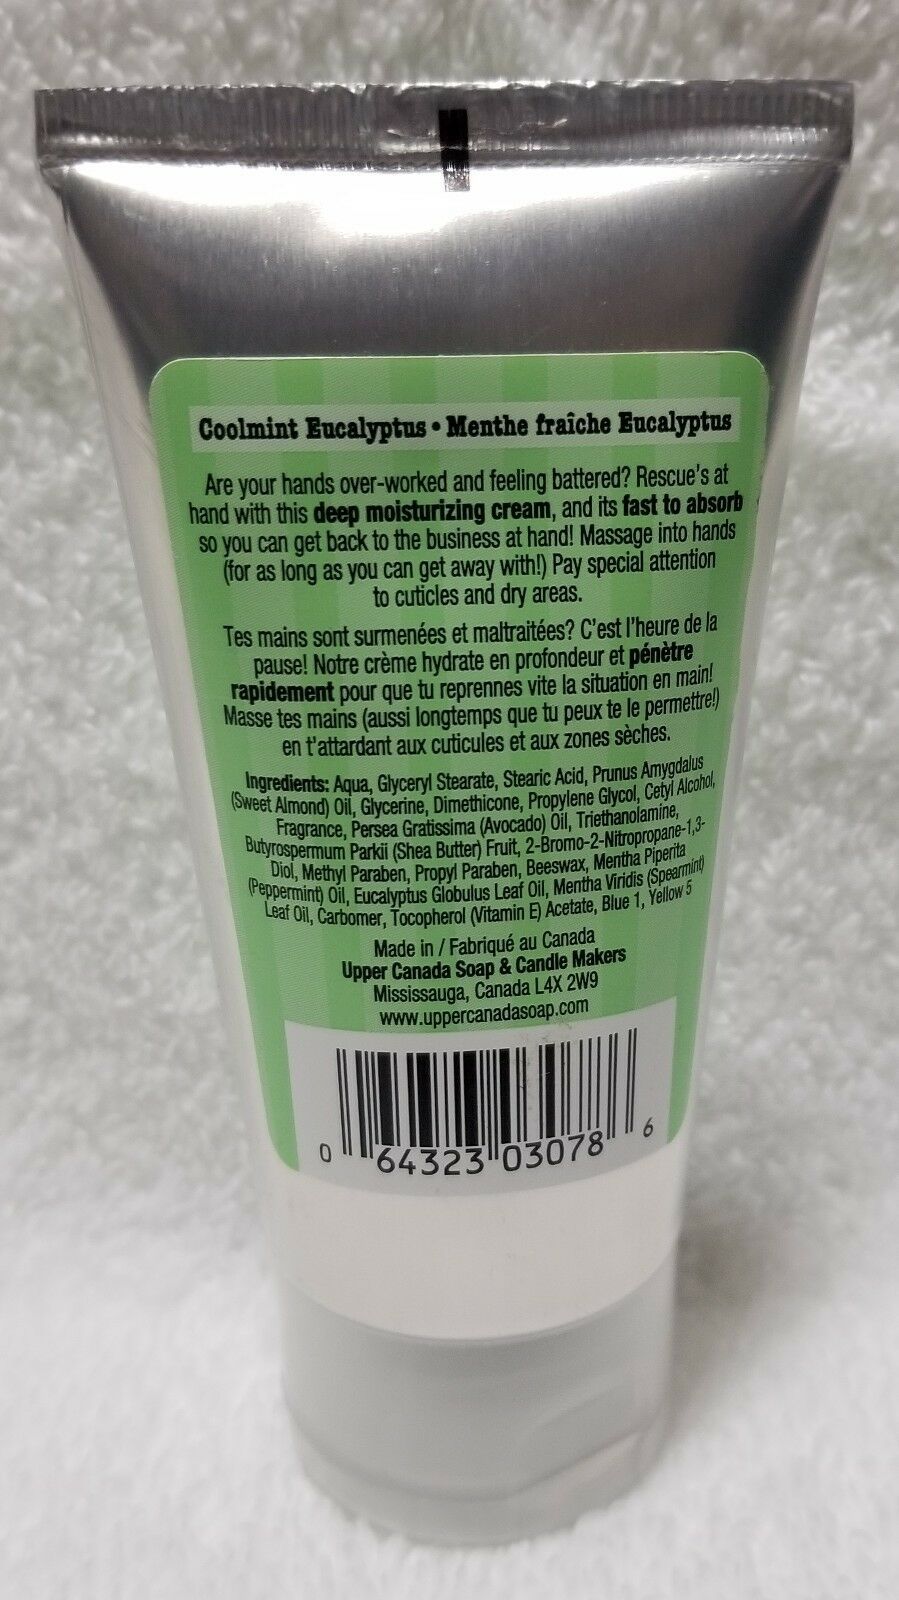 Coolmint Eucalyptus • Menthe fraîche Eucalyptus
Are your hands over-worked and feeling battered? Rescue's at
hand with this deep moisturizing cream, and its fast to absorb
so you can get back to the business at hand! Massage into hands
(for as long as you can get away with!) Pay special attention
to cuticles and dry areas.
Tes mains sont surmenées et maltraitées? C'est l'heure de la
pause! Notre crème hydrate en profondeur et pénètre
rapidement pour que tu reprennes vite la situation en main!
Masse tes mains (aussi longtemps que tu peux te le permettre!)
en t'attardant aux cuticules et aux zones sèches.
Ingredients: Aqua, Glyceryl Stearate, Stearic Acid, Prunus Amygdalus
(Sweet Almond) Oil, Glycerine, Dimethicone, Propylene Glycol, Cetyl Alcohol,
Fragrance, Persea Gratissima (Avocado) Oil, Triethanolamine,
Butyrospermum Parkii (Shea Butter) Fruit, 2-Bromo-2-Nitropropane-1,3-
Diol, Methyl Paraben, Propyl Paraben, Beeswax, Mentha Piperita
(Peppermint) Oil, Eucalyptus Globulus Leaf Oil, Mentha Viridis (Spearmint)
Leaf Oil, Carbomer, Tocopherol (Vitamin E) Acetate, Blue 1, Yellow 5
Made in / Fabriqué au Canada
Upper Canada Soap & Candle Makers
Mississauga, Canada L4X 2W9
www.uppercanadasoap.com
0 64323 03078 6